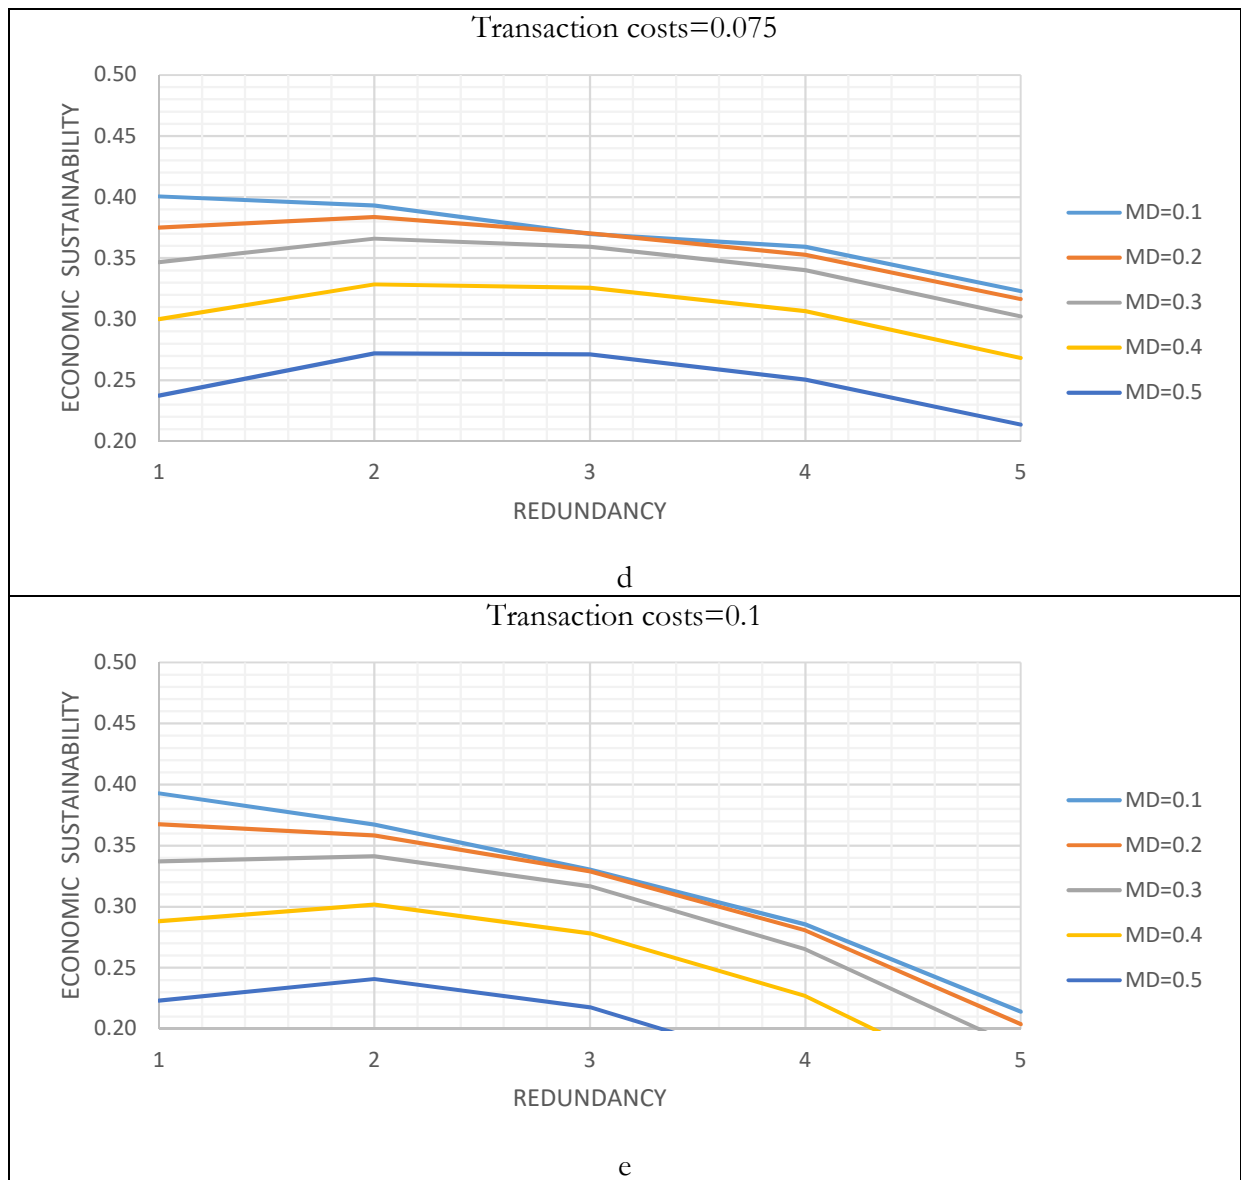 Transaction costs=0.075
0.50
0.45
0.40
0.35
0.30
0.25
0.20
ECONOMIC SUSTAINABILITY
1 2 3 4 5
REDUNDANCY
MD=0.1
MD=0.2
MD=0.3
MD=0.4
MD=0.5
d
Transaction costs=0.1
0.50
0.45
0.40
0.35
0.30
0.25
0.20
ECONOMIC SUSTAINABILITY
1 2 3 4 5
REDUNDANCY
MD=0.1
MD=0.2
MD=0.3
MD=0.4
MD=0.5
e